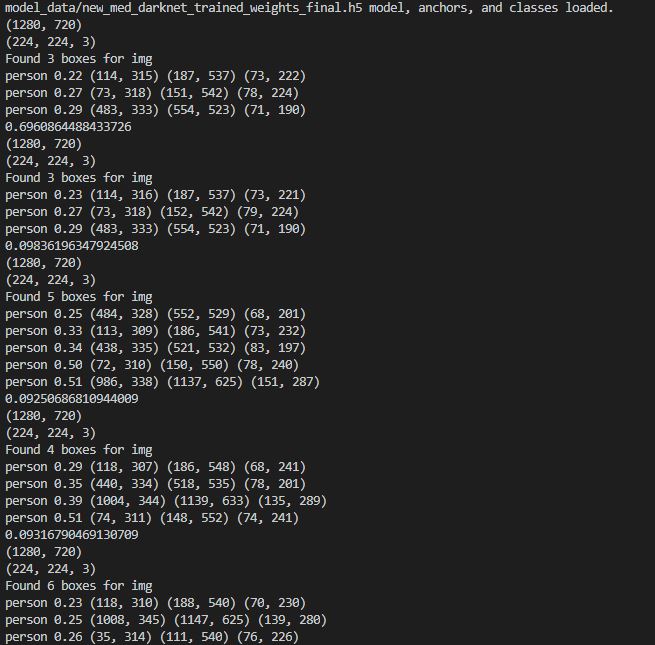 model_data/new_med_darknet_trained_weights_final.h5 model, anchors, and classes loaded.
(1280, 720)
(224, 224, 3)
Found 3 boxes for img
person 0.22 (114, 315) (187, 537) (73, 222)
person 0.27 (73, 318) (151, 542) (78, 224)
person 0.29 (483, 333) (554, 523) (71, 190)
0.6960864488433726
(1280, 720)
(224, 224, 3)
Found 3 boxes for img
person 0.23 (114, 316) (187, 537) (73, 221)
person 0.27 (73, 318) (152, 542) (79, 224)
person 0.29 (483, 333) (554, 523) (71, 190)
0.09836196347924508
(1280, 720)
(224, 224, 3)
Found 5 boxes for img
person 0.25 (484, 328) (552, 529) (68, 201)
person 0.33 (113, 309) (186, 541) (73, 232)
person 0.34 (438, 335) (521, 532) (83, 197)
person 0.50 (72, 310) (150, 550) (78, 240)
person 0.51 (986, 338) (1137, 625) (151, 287)
0.09250686810944009
(1280, 720)
(224, 224, 3)
Found 4 boxes for img
person 0.29 (118, 307) (186, 548) (68, 241)
person 0.35 (440, 334) (518, 535) (78, 201)
person 0.39 (1004, 344) (1139, 633) (135, 289)
person 0.51 (74, 311) (148, 552) (74, 241)
0.09316790469130709
(1280, 720)
(224, 224, 3)
Found 6 boxes for img
person 0.23 (118, 310) (188, 540) (70, 230)
person 0.25 (1008, 345) (1147, 625) (139, 280)
person 0.26 (35, 314) (111, 540) (76, 226)